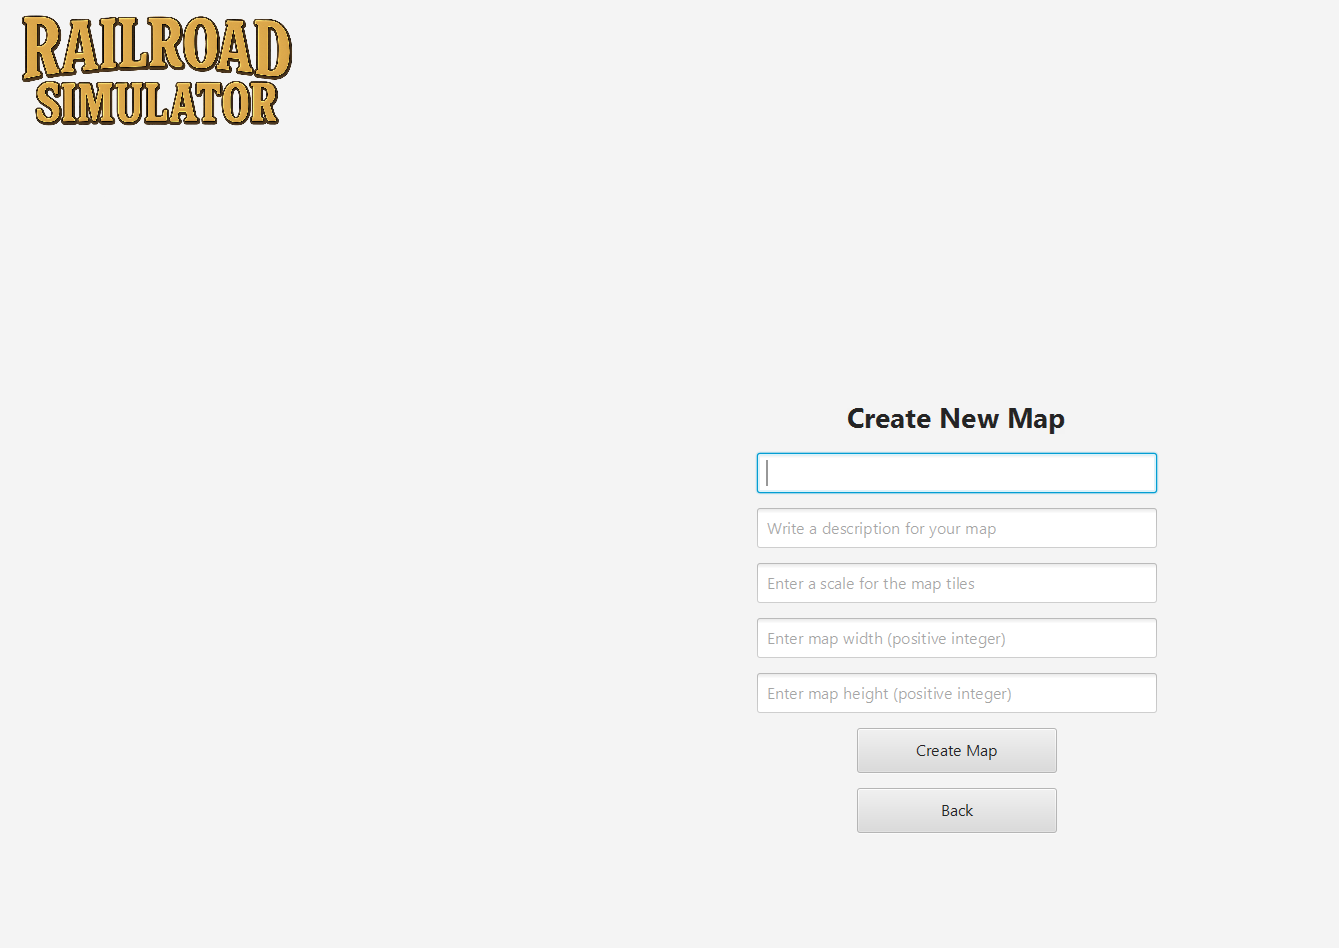 RAILROAD
SIMULATOR
Create New Map
Write a description for your map
Enter a scale for the map tiles
Enter map width (positive integer)
Enter map height (positive integer)
Create Map
Back